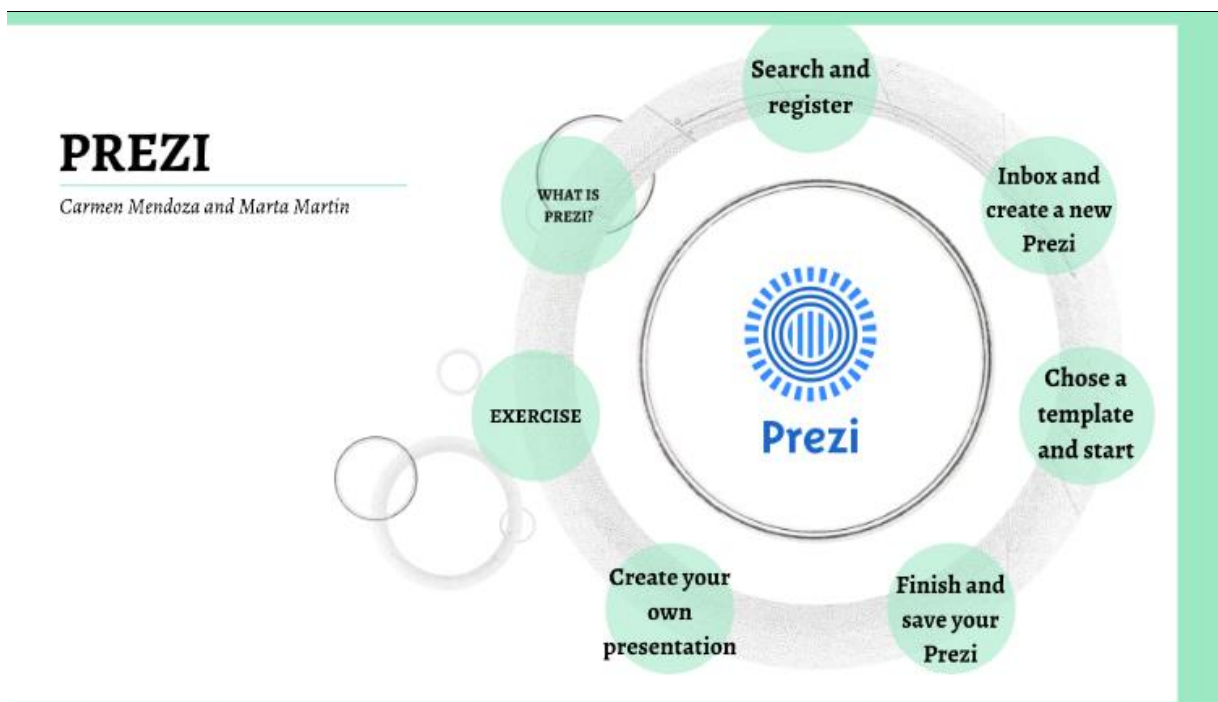 PREZI
Carmen Mendoza and Marta Martin
WHAT IS
PREZI?
Search and
register
Inbox and
create a new
Prezi
Chose a
template
and start
Finish and
save your
Prezi
Create your
own
presentation
EXERCISE
Prezi